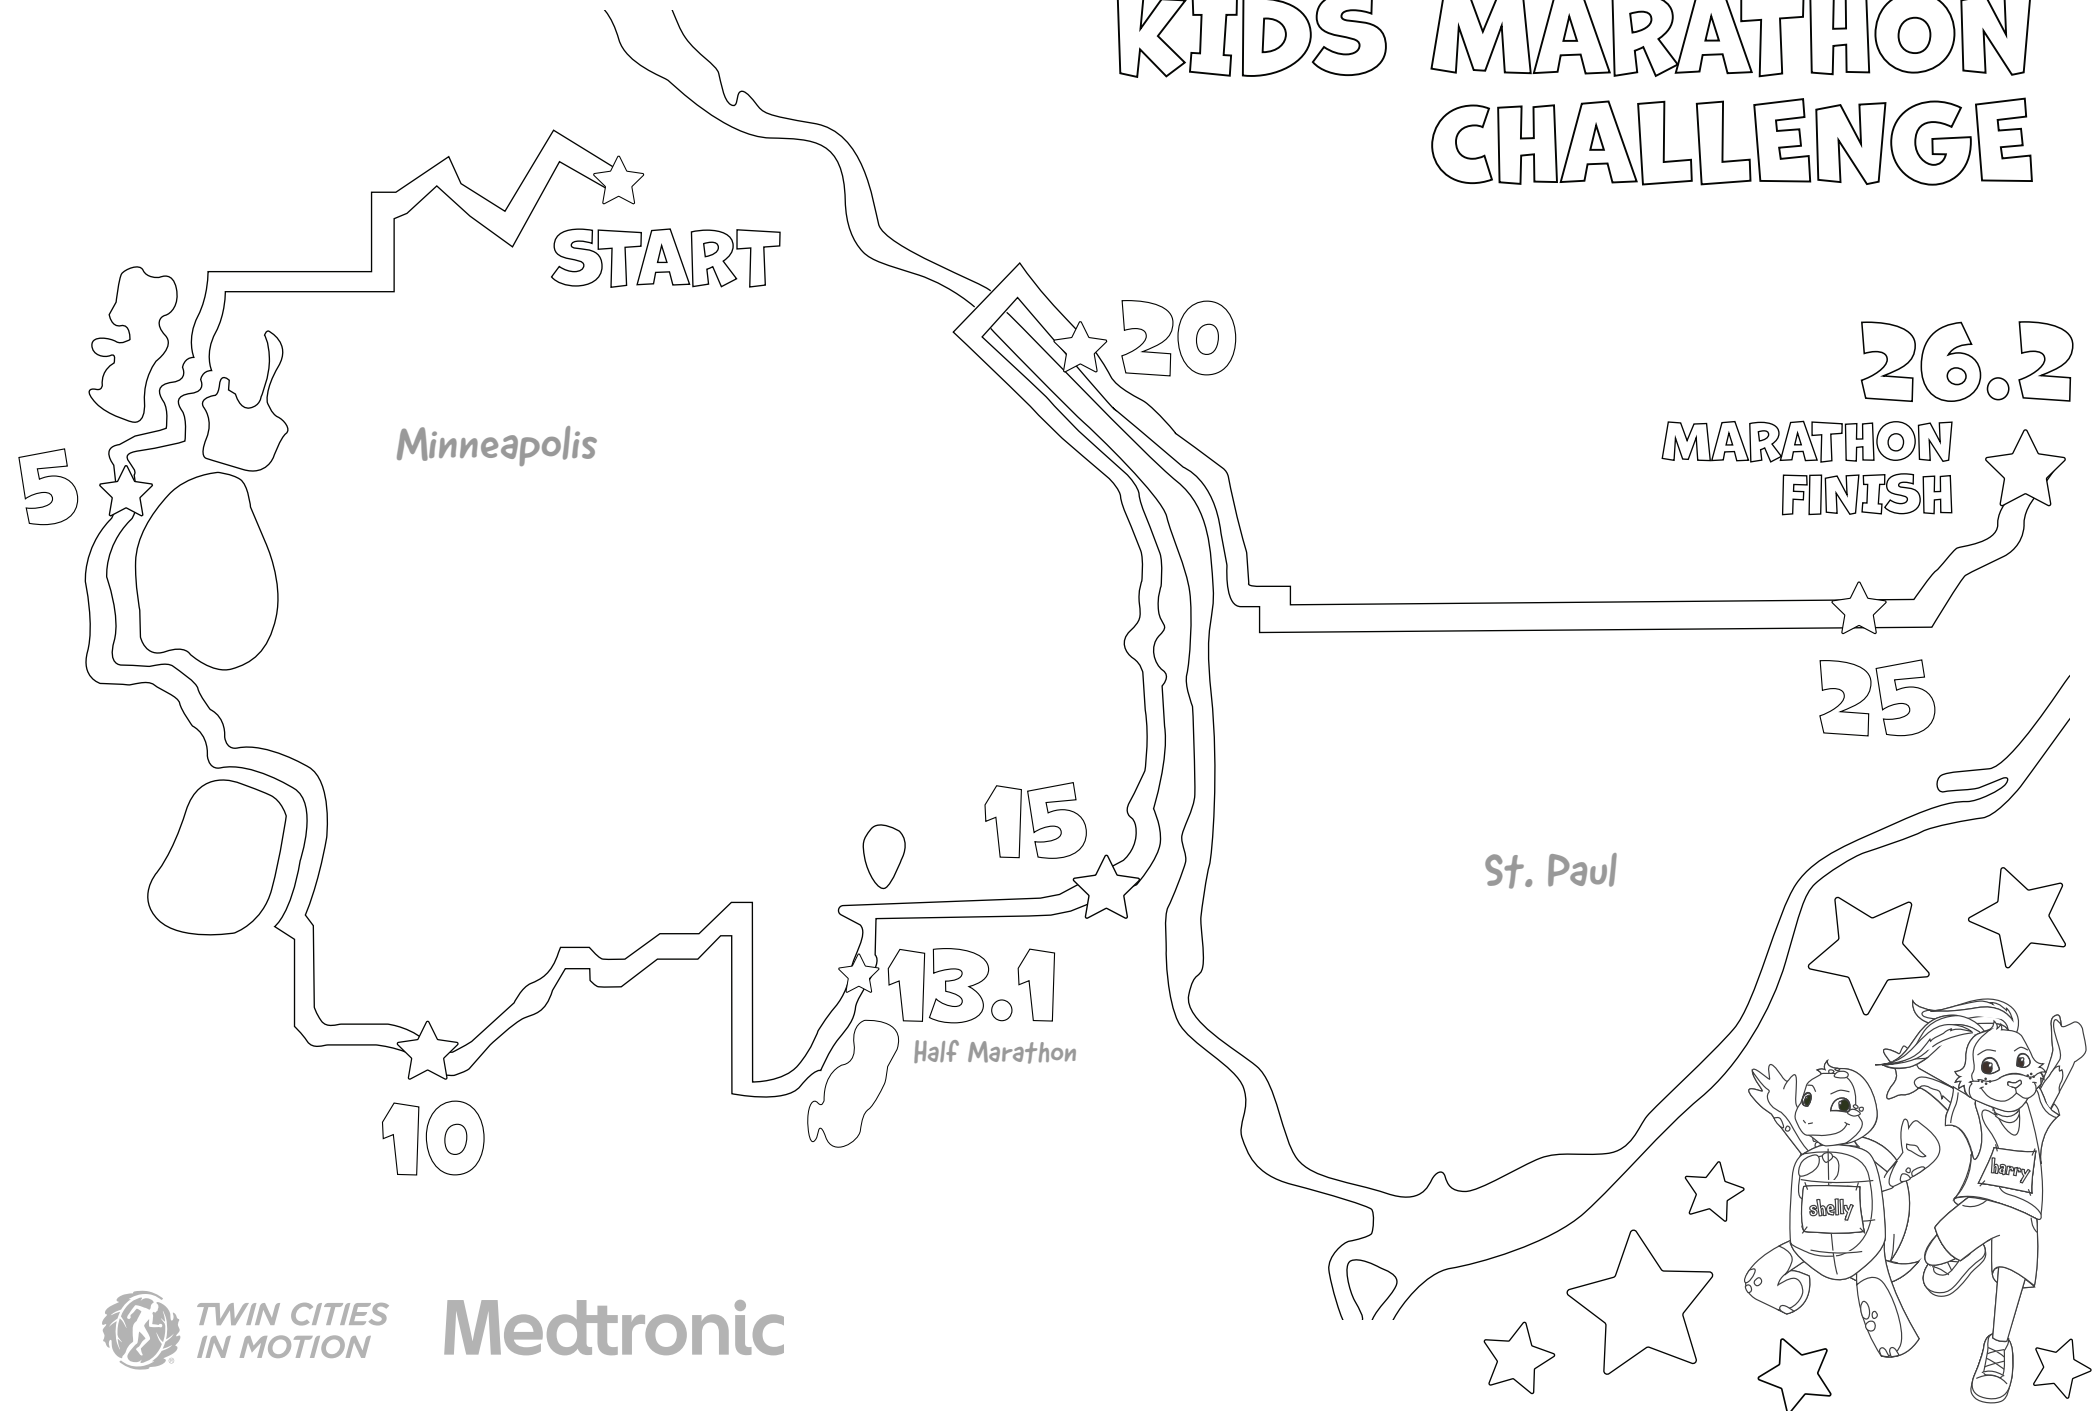 KIDS MARATHON
CHALLENGE
START
20
26.2
MARATHON
FINISH
Minneapolis
5
25
15
St. Paul
13.1
Half Marathon
10
harry
shelly
TWIN CITIES
IN MOTION
®
Medtronic